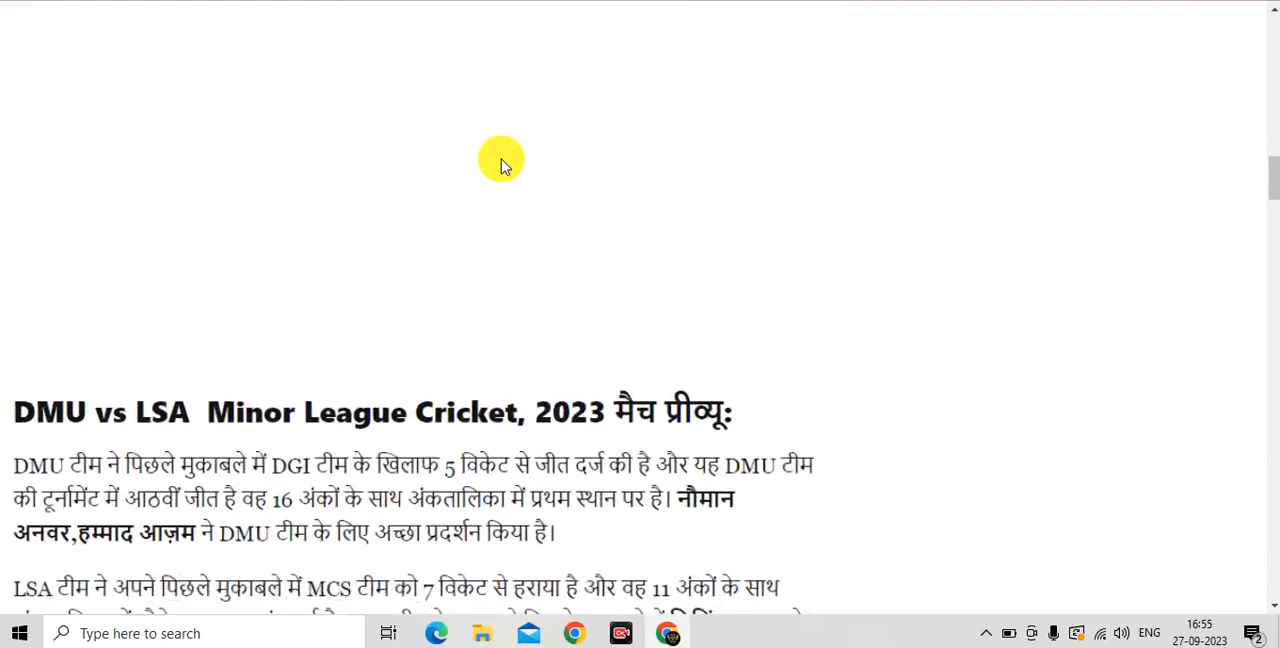 DMU vs LSA Minor League Cricket, 2023 मैच प्रीव्यू:
DMU टीम ने पिछले मुकाबले में DGI टीम के खिलाफ 5 विकेट से जीत दर्ज की है और यह DMU टीम
की टूर्नामेंट में आठवीं जीत है वह 16 अंकों के साथ अंकतालिका में प्रथम स्थान पर है। नौमान
अनवर,हम्माद आज़म ने DMU टीम के लिए अच्छा प्रदर्शन किया है।
LSA टीम ने अपने पिछले मुकाबले में MCS टीम को 7 विकेट से हराया है और वह 11 अंकों के साथ
Type here to search
ENG
16:55
27-09-2023
2